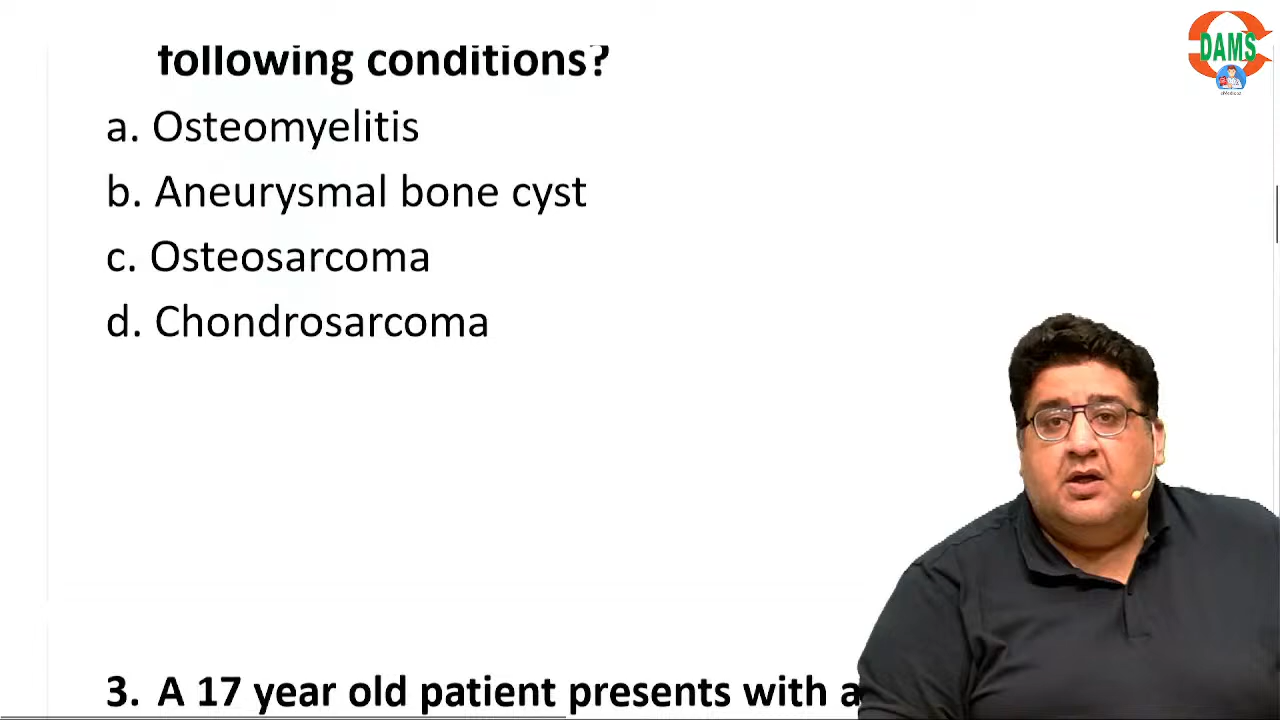 DAMS
following conditions?
a. Osteomyelitis
b. Aneurysmal bone cyst
c. Osteosarcoma
d. Chondrosarcoma
3. A 17 year old patient presents with a